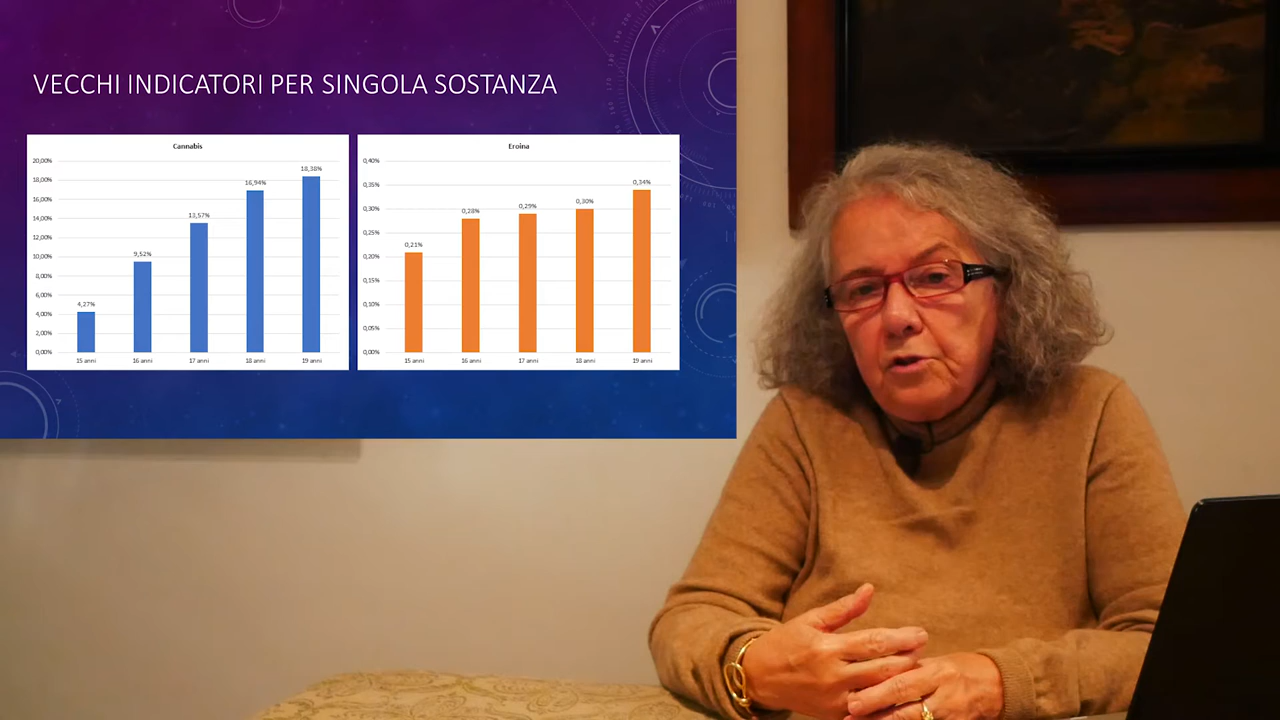 VECCHI INDICATORI PER SINGOLA SOSTANZA
Cannabis
20,00%
18,00%
16,00%
14,00%
12,00%
10,00%
8,00%
6,00%
4,00%
2,00%
0,00%
4,27%
9,52%
13,57%
16,94%
18,38%
15 anni
16 anni
17 anni
18 anni
19 anni
Eroina
0,40%
0,35%
0,30%
0,25%
0,20%
0,15%
0,10%
0,05%
0,00%
0,21%
0,28%
0,29%
0,30%
0,34%
15 anni
16 anni
17 anni
18 anni
19 anni